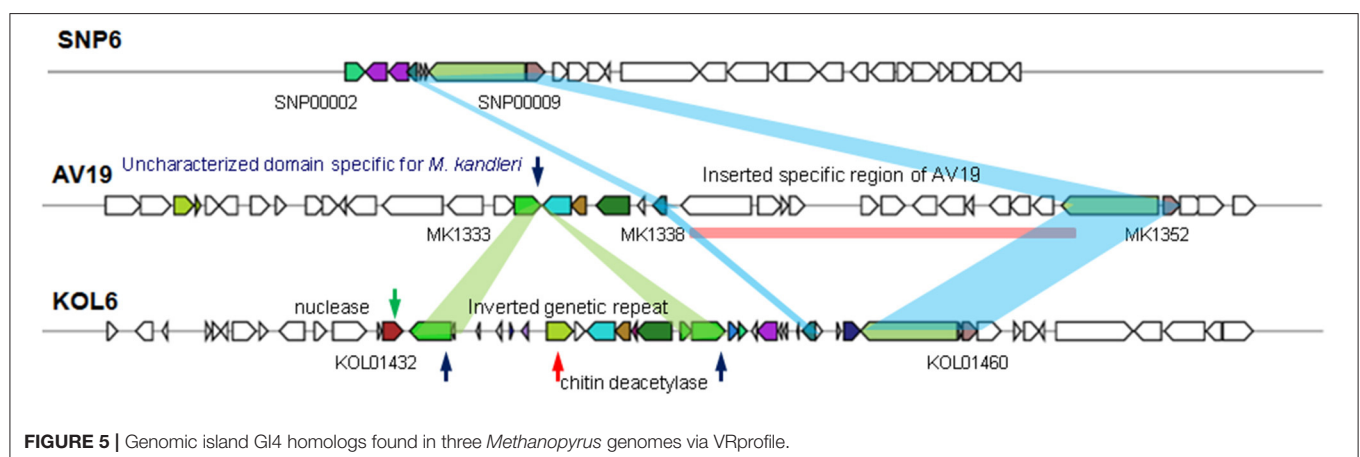 SNP6
SNP00002
SNP00009
Uncharacterized domain specific for M. kandleri
Inserted specific region of AV19
AV19
MK1333
MK1338
MK1352
KOL6
nuclease
Inverted genetic repeat
KOL01432
chitin deacetylase
KOL01460
FIGURE 5 | Genomic island GI4 homologs found in three Methanopyrus genomes via VRprofile.